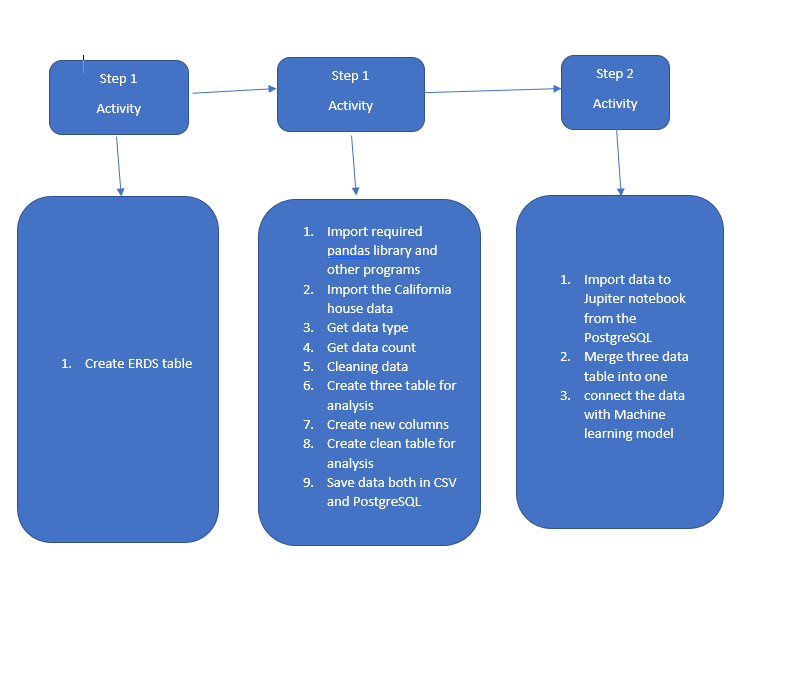 Step 1
Activity
Step 1
Activity
Step 2
Activity
1. Create ERDS table
1. Import required
pandas library and
other programs
2. Import the California
house data
3. Get data type
4. Get data count
5. Cleaning data
6. Create three table for
analysis
7. Create new columns
8. Create clean table for
analysis
9. Save data both in CSV
and PostgreSQL
1. Import data to
Jupiter notebook
from the
PostgreSQL
2. Merge three data
table into one
3. connect the data
with Machine
learning model